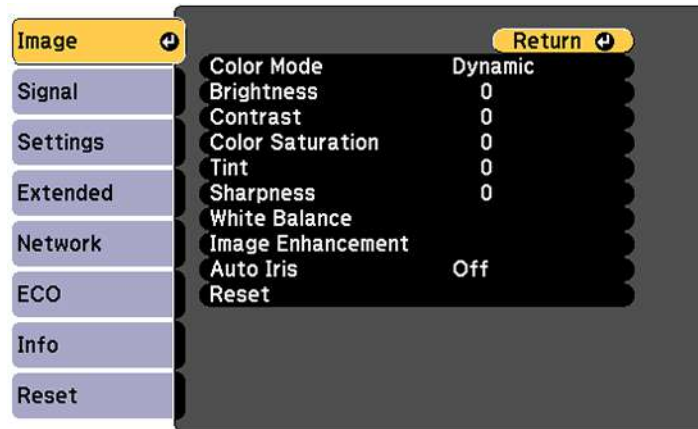 Image
Signal
Settings
Extended
Network
ECO
Info
Reset
Return
Color Mode Dynamic
Brightness 0
Contrast 0
Color Saturation 0
Tint 0
Sharpness 0
White Balance
Image Enhancement
Auto Iris Off
Reset